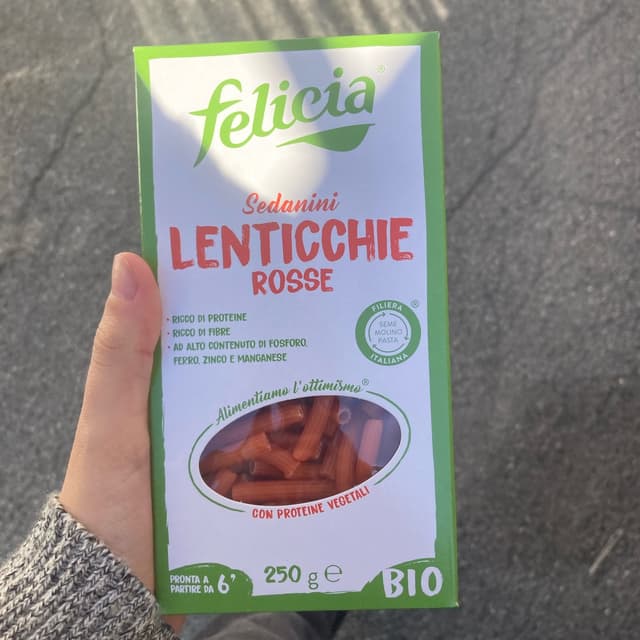 felicia®
Sedanini
LENTICCHIE
ROSSE
• RICCO DI PROTEINE
• RICCO DI FIBRE
• AD ALTO CONTENUTO DI FOSFORO,
FERRO, ZINCO E MANGANESE
FILIERA ®
SEME
MOLINO
PASTA
ITALIANA
Alimentiamo l'ottimismo®
CON PROTEINE VEGETALI
PRONTA A
PARTIRE DA 6'
250 g ℮
BIO